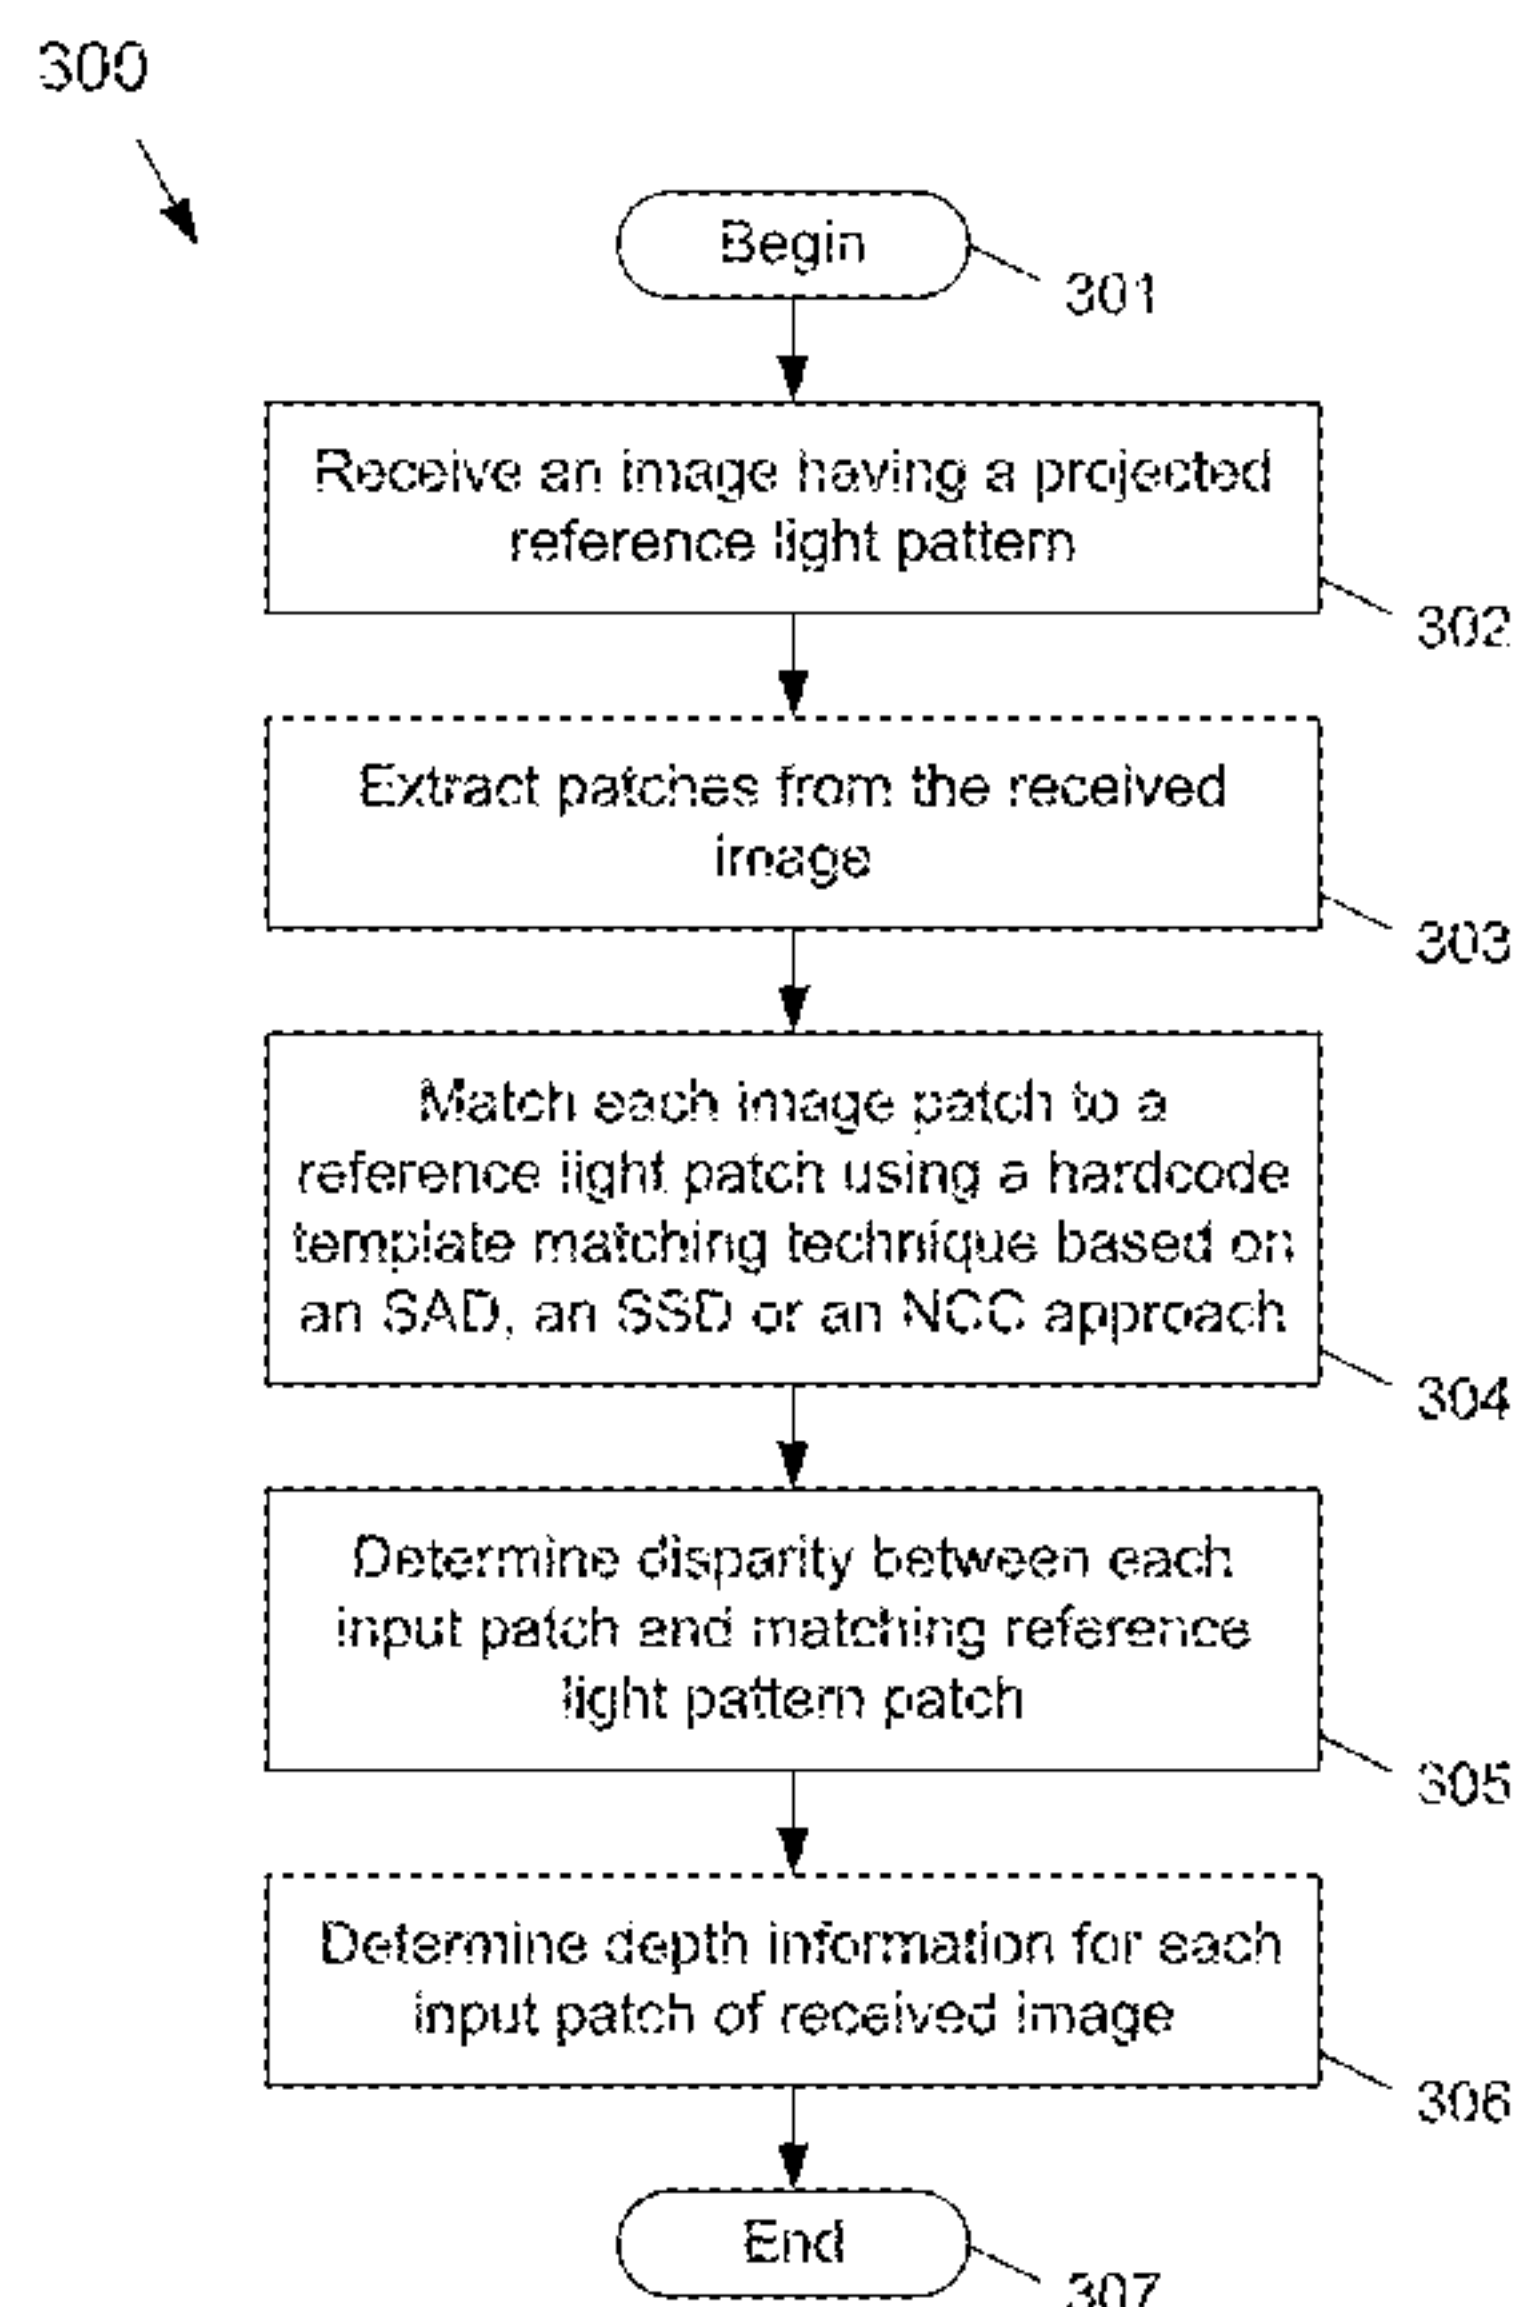 300
Begin
301
Receive an image having a projected
reference light pattern
302
Extract patches from the received
image
303
Match each image patch to a
reference light patch using a hardcode
template matching technique based on
an SAD, an SSD or an NCC approach
304
Determine disparity between each
input patch and matching reference
light pattern patch
305
Determine depth information for each
input patch of received image
306
End
307